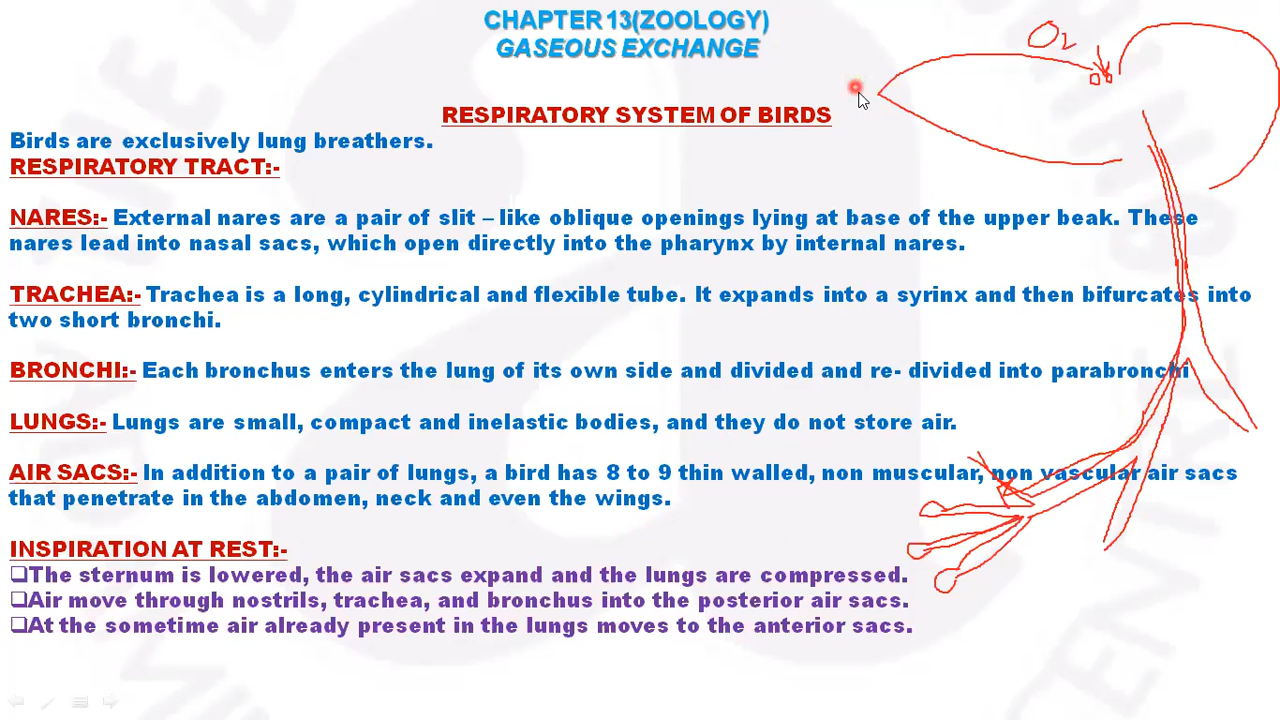 CHAPTER 13(ZOOLOGY)
GASEOUS EXCHANGE
O2
RESPIRATORY SYSTEM OF BIRDS
Birds are exclusively lung breathers.
RESPIRATORY TRACT:-
NARES:- External nares are a pair of slit – like oblique openings lying at base of the upper beak. These
nares lead into nasal sacs, which open directly into the pharynx by internal nares.
TRACHEA:- Trachea is a long, cylindrical and flexible tube. It expands into a syrinx and then bifurcates into
two short bronchi.
BRONCHI:- Each bronchus enters the lung of its own side and divided and re- divided into parabronchi
LUNGS:- Lungs are small, compact and inelastic bodies, and they do not store air.
AIR SACS:- In addition to a pair of lungs, a bird has 8 to 9 thin walled, non muscular, non vascular air sacs
that penetrate in the abdomen, neck and even the wings.
INSPIRATION AT REST:-
❑The sternum is lowered, the air sacs expand and the lungs are compressed.
❑Air move through nostrils, trachea, and bronchus into the posterior air sacs.
❑At the sometime air already present in the lungs moves to the anterior sacs.